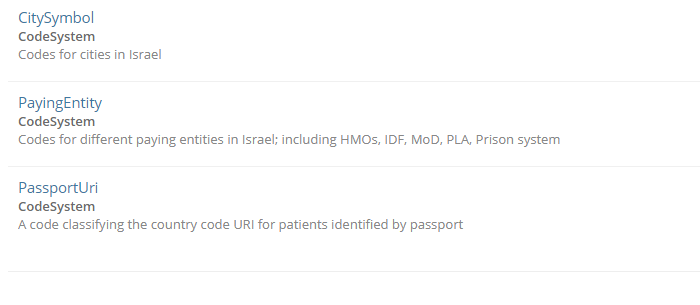 CitySymbol
CodeSystem
Codes for cities in Israel
PayingEntity
CodeSystem
Codes for different paying entities in Israel; including HMOs, IDF, MoD, PLA, Prison system
PassportUri
CodeSystem
A code classifying the country code URI for patients identified by passport